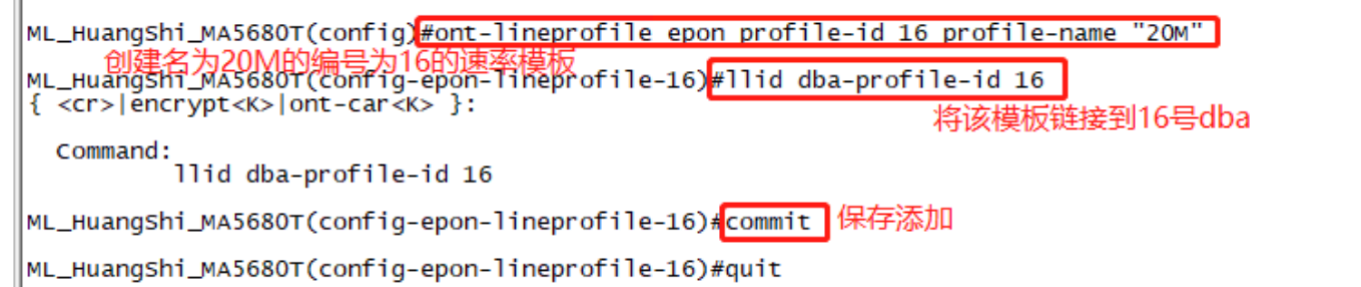 ML_HuangShi_MA5680T(config)#ont-lineprofile epon profile-id 16 profile-name "20M"
创建名为20M的编号为16的速率模板
ML_HuangShi_MA5680T(config-epon-lineprofile-16)#llid dba-profile-id 16
{ <cr>|encrypt<K>|ont-car<K> }:
将该模板链接到16号dba
Command:
llid dba-profile-id 16
ML_HuangShi_MA5680T(config-epon-lineprofile-16)#commit 保存添加
ML_HuangShi_MA5680T(config-epon-lineprofile-16)#quit